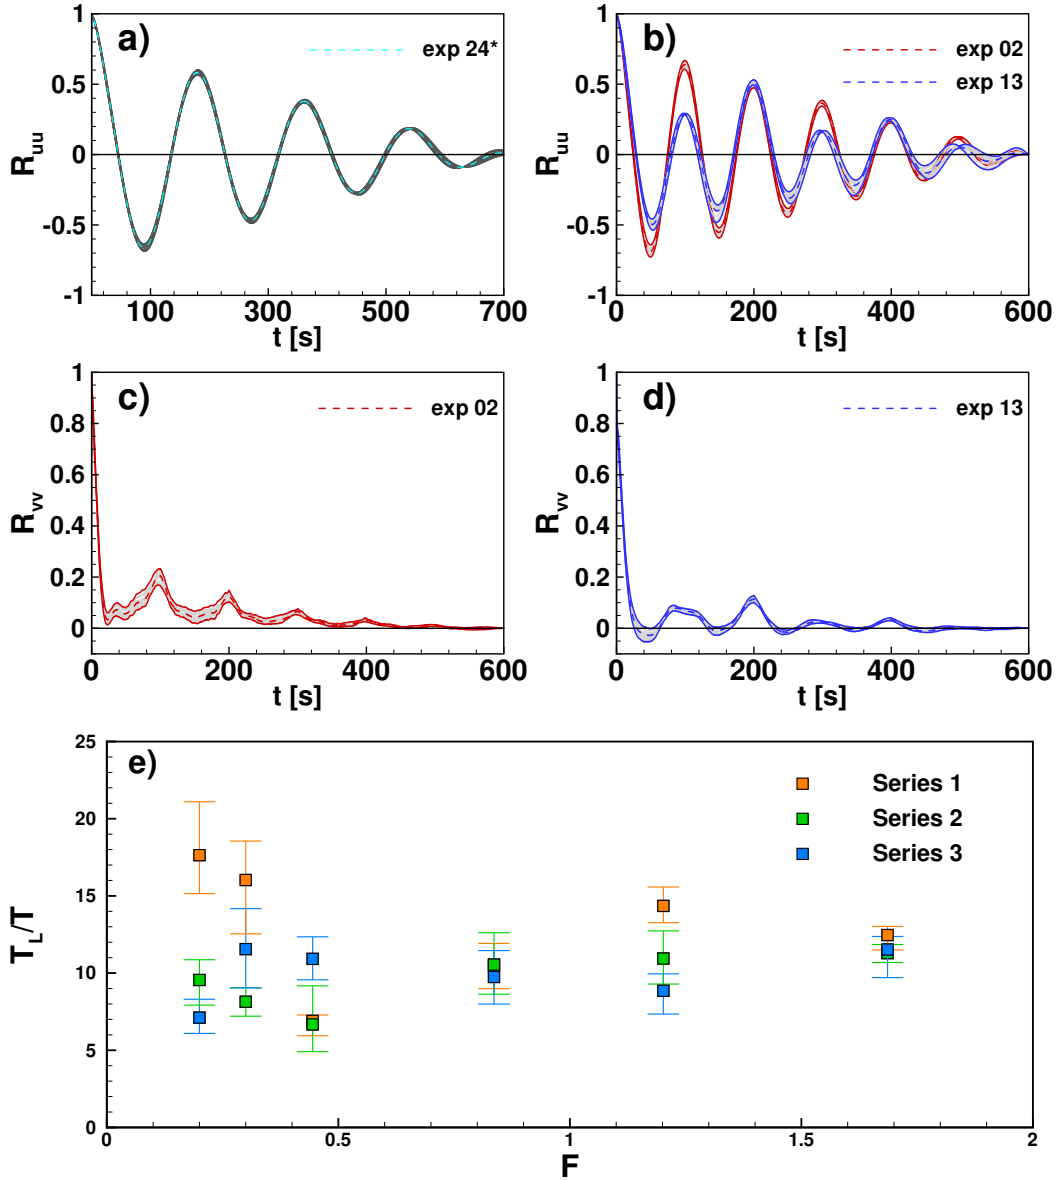 a)
exp 24*
R_uu
1
0.5
0
-0.5
-1
100
300
500
700
t [s]
b)
exp 02
exp 13
R_uu
1
0.5
0
-0.5
-1
0
200
400
600
t [s]
c)
exp 02
R_vv
1
0.8
0.6
0.4
0.2
0
0
200
400
600
t [s]
d)
exp 13
R_vv
1
0.8
0.6
0.4
0.2
0
0
200
400
600
t [s]
e)
Series 1
Series 2
Series 3
T_L/T
25
20
15
10
5
0
0
0.5
1
1.5
2
F